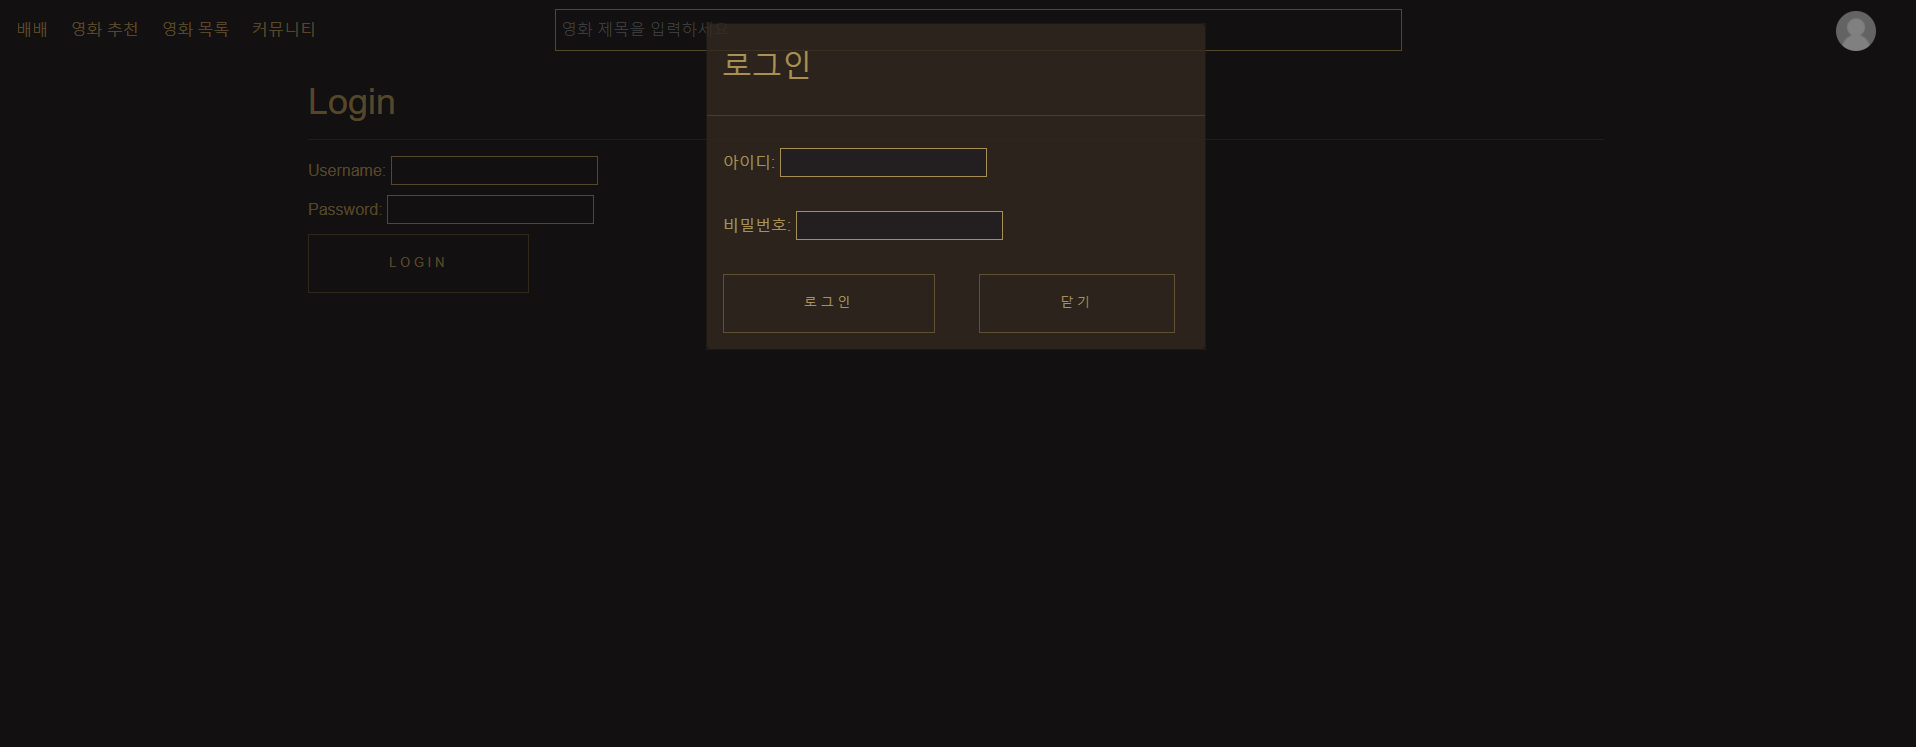 배배 영화 추천 영화 목록 커뮤니티 영화 제목을 입력하세요
Login
Username:
Password:
LOGIN
로그인
아이디:
비밀번호:
로그인 닫기